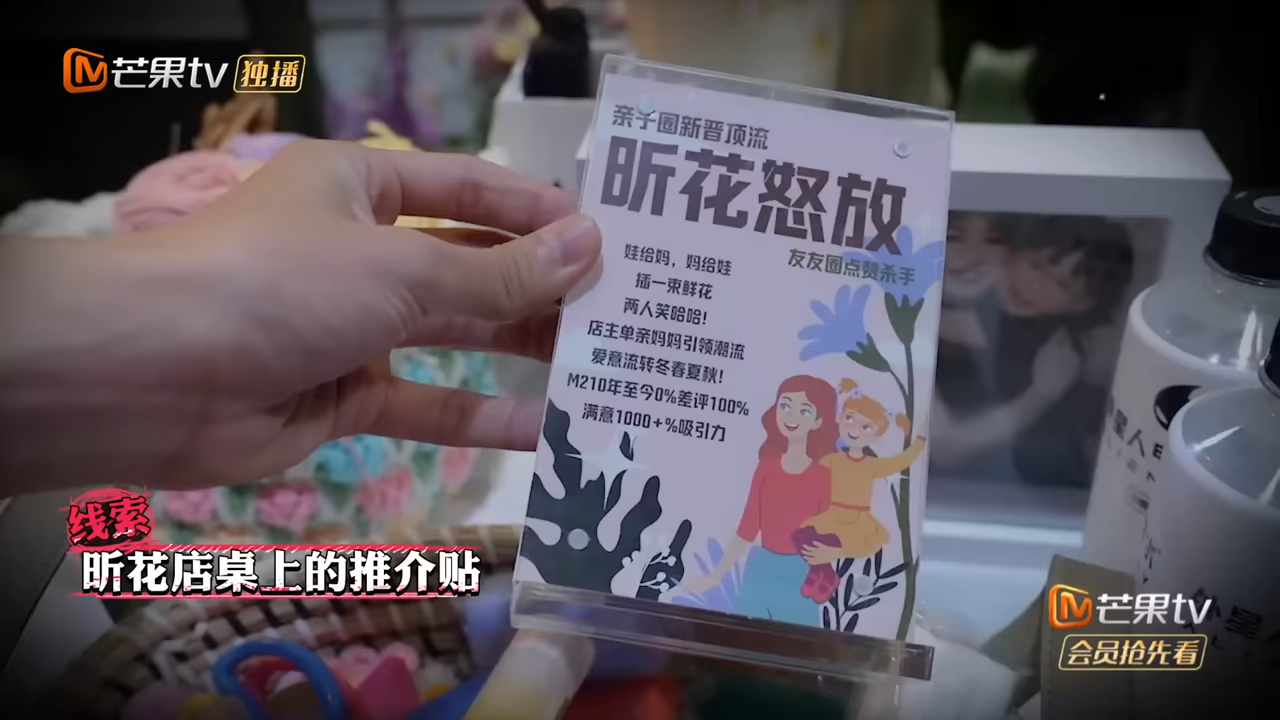 芒果tv 独播
亲子圈新晋顶流
昕花怒放
友友圈点赞杀手
娃给妈，妈给娃
插一束鲜花
两人笑哈哈！
店主单亲妈妈引领潮流
爱意流转冬春夏秋！
M210年至今0%差评100%
满意1000+%吸引力
线索
昕花店桌上的推介贴
星人
芒果tv
会员抢先看